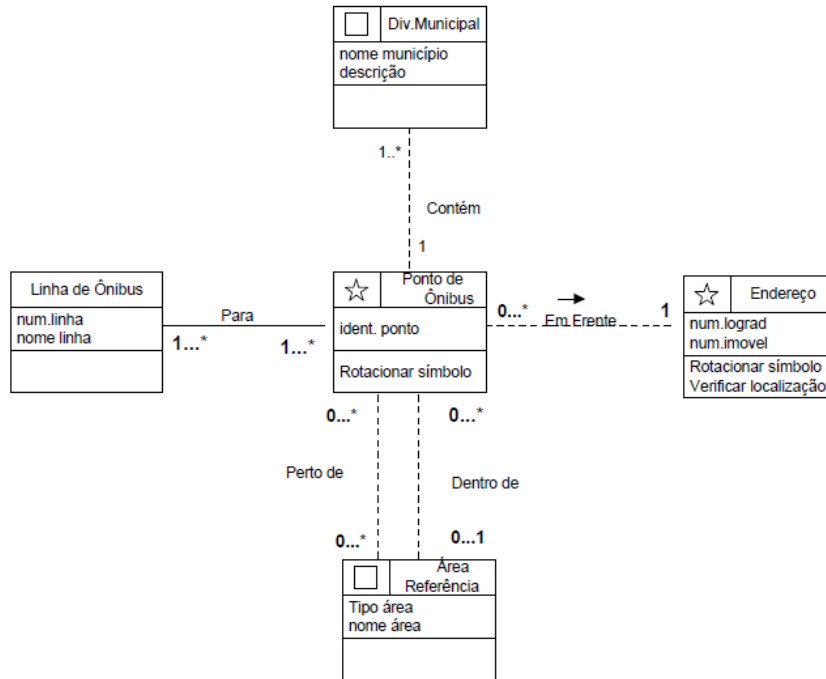 Div.Municipal
nome município
descrição
1..*
Contém
1
Linha de Ônibus
num.linha
nome linha
Para
1...*
1...*
Ponto de
Ônibus
ident. ponto
Rotacionar símbolo
0...*
Em Frente
1
Endereço
num.lograd
num.imovel
Rotacionar símbolo
Verificar localização
0...*
0...*
Perto de
Dentro de
0...*
0...1
Área
Referência
Tipo área
nome área